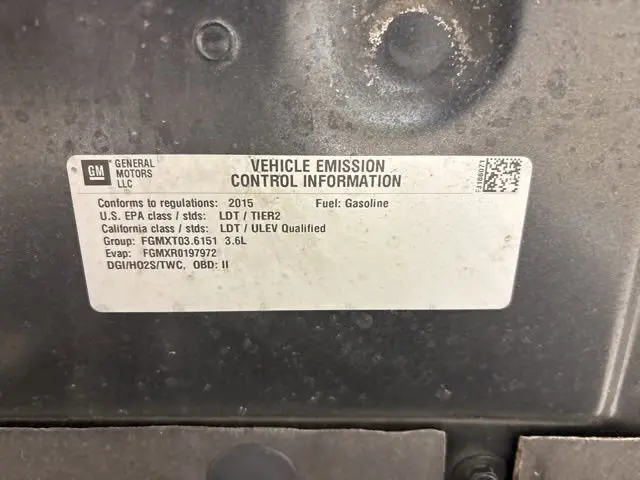 GM
GENERAL
MOTORS
LLC
VEHICLE EMISSION
CONTROL INFORMATION
Conforms to regulations: 2015 Fuel: Gasoline
U.S. EPA class / stds: LDT / TIER2
California class / stds: LDT / ULEV Qualified
Group: FGMXT03.6151 3.6L
Evap: FGMXR0197972
DGI/HO2S/TWC, OBD: II